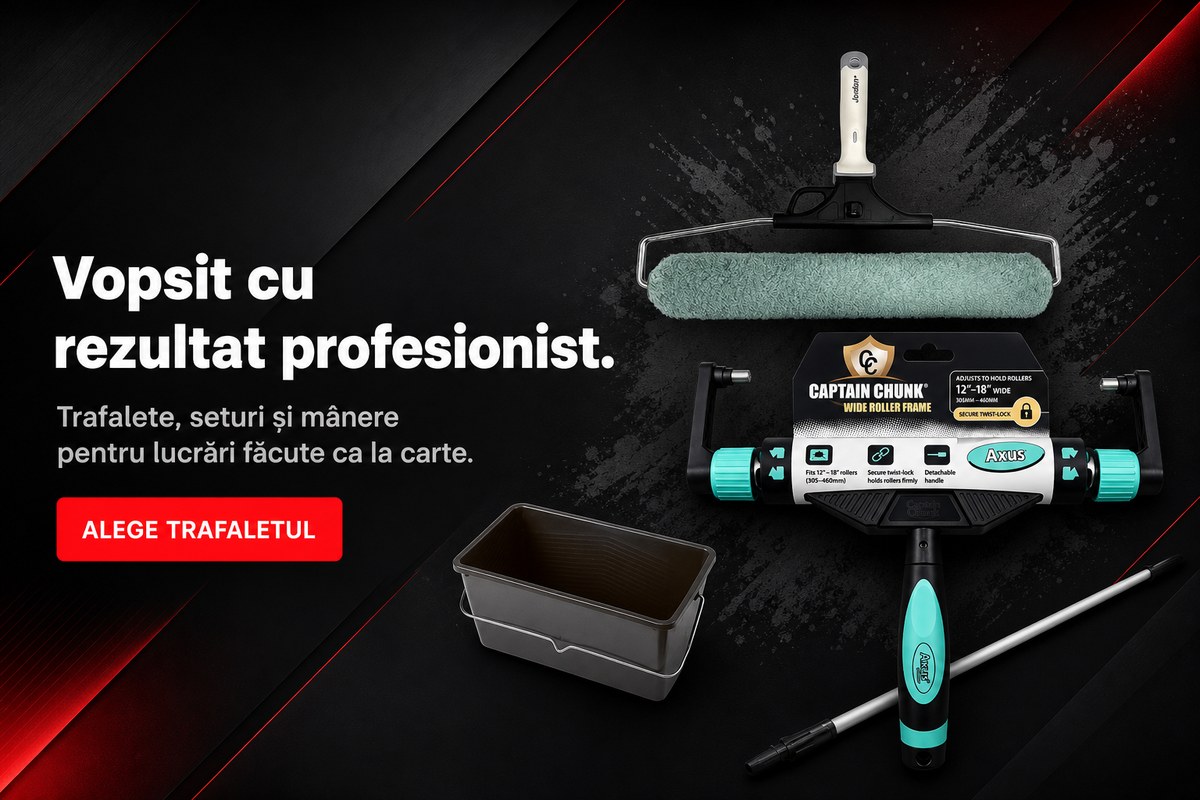 Vopsit cu
rezultat profesionist.
Trafalete, seturi și mânere
pentru lucrări făcute ca la carte.
ALEGE TRAFALETUL
Jordan
CC
CAPTAIN CHUNK®
WIDE ROLLER FRAME
ADJUSTS TO HOLD ROLLERS
12"–18" WIDE
305MM – 460MM
SECURE TWIST-LOCK
Fits 12" – 18" rollers
(305–460mm)
Secure twist-lock
holds rollers firmly
Detachable
handle
Axus
Axus